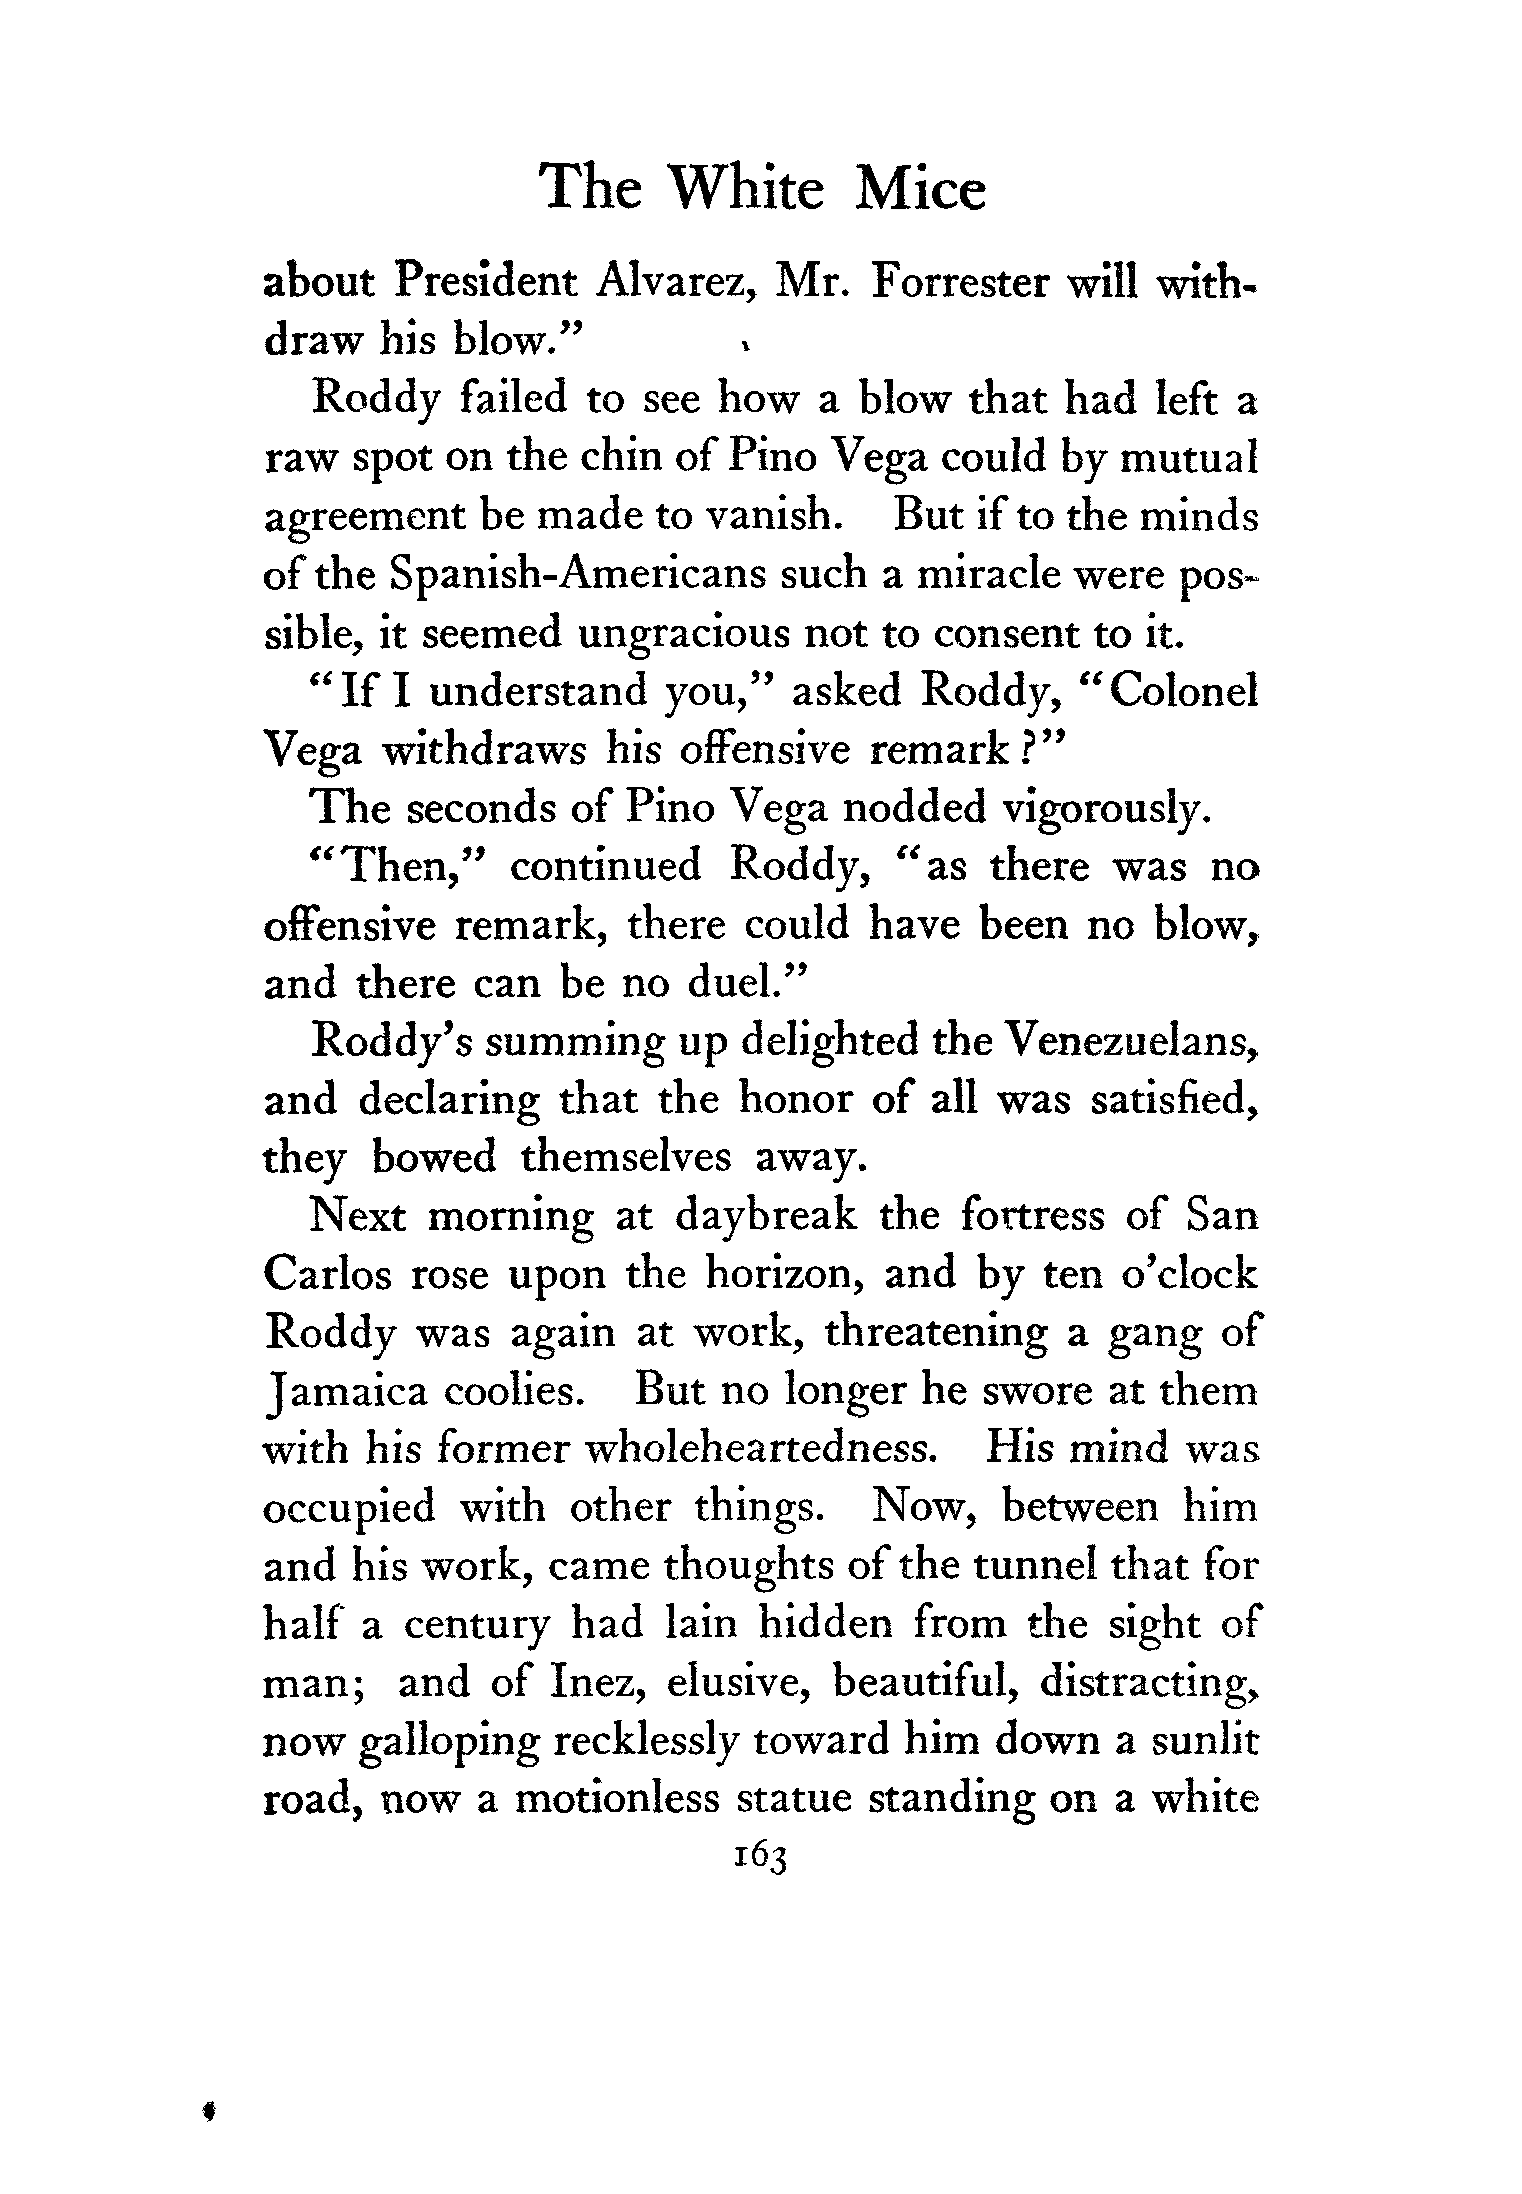 The White Mice
about President Alvarez, Mr. Forrester will with-
draw his blow.”
Roddy failed to see how a blow that had left a
raw spot on the chin of Pino Vega could by mutual
agreement be made to vanish. But if to the minds
of the Spanish-Americans such a miracle were pos-
sible, it seemed ungracious not to consent to it.
“If I understand you,” asked Roddy, “Colonel
Vega withdraws his offensive remark?”
The seconds of Pino Vega nodded vigorously.
“Then,” continued Roddy, “as there was no
offensive remark, there could have been no blow,
and there can be no duel.”
Roddy’s summing up delighted the Venezuelans,
and declaring that the honor of all was satisfied,
they bowed themselves away.
Next morning at daybreak the fortress of San
Carlos rose upon the horizon, and by ten o’clock
Roddy was again at work, threatening a gang of
Jamaica coolies. But no longer he swore at them
with his former wholeheartedness. His mind was
occupied with other things. Now, between him
and his work, came thoughts of the tunnel that for
half a century had lain hidden from the sight of
man; and of Inez, elusive, beautiful, distracting,
now galloping recklessly toward him down a sunlit
road, now a motionless statue standing on a white
163